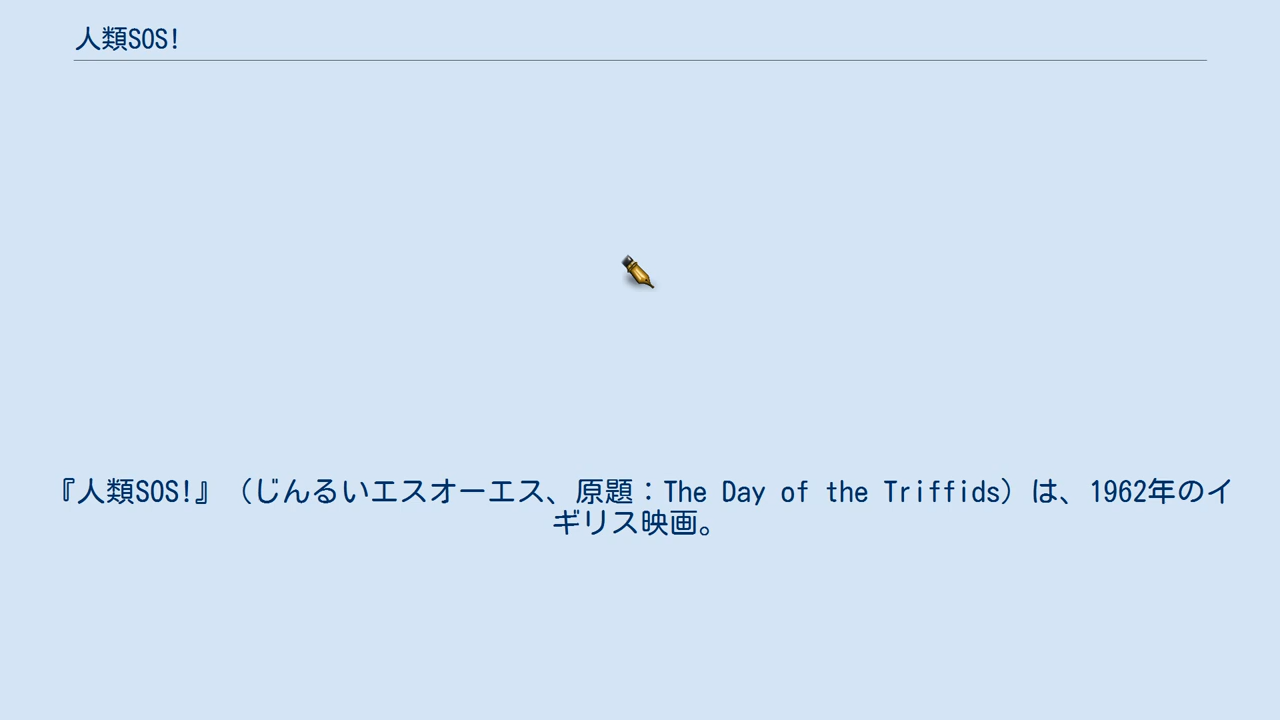 人類SOS!
『人類SOS!』（じんるいエスオーエス、原題：The Day of the Triffids）は、1962年のイ
ギリス映画。